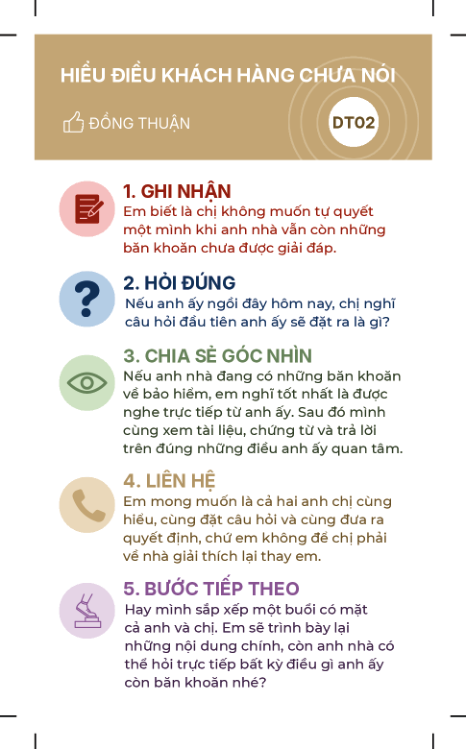 HIỂU ĐIỀU KHÁCH HÀNG CHƯA NÓI
ĐỒNG THUẬN
DT02
1. GHI NHẬN
Em biết là chị không muốn tự quyết
một mình khi anh nhà vẫn còn những
băn khoăn chưa được giải đáp.
2. HỎI ĐÚNG
Nếu anh ấy ngồi đây hôm nay, chị nghĩ
câu hỏi đầu tiên anh ấy sẽ đặt ra là gì?
3. CHIA SẺ GÓC NHÌN
Nếu anh nhà đang có những băn khoăn
về bảo hiểm, em nghĩ tốt nhất là được
nghe trực tiếp từ anh ấy. Sau đó mình
cùng xem tài liệu, chứng từ và trả lời
trên đúng những điều anh ấy quan tâm.
4. LIÊN HỆ
Em mong muốn là cả hai anh chị cùng
hiểu, cùng đặt câu hỏi và cùng đưa ra
quyết định, chứ em không để chị phải
về nhà giải thích lại thay em.
5. BƯỚC TIẾP THEO
Hay mình sắp xếp một buổi có mặt
cả anh và chị. Em sẽ trình bày lại
những nội dung chính, còn anh nhà có
thể hỏi trực tiếp bất kỳ điều gì anh ấy
còn băn khoăn nhé?